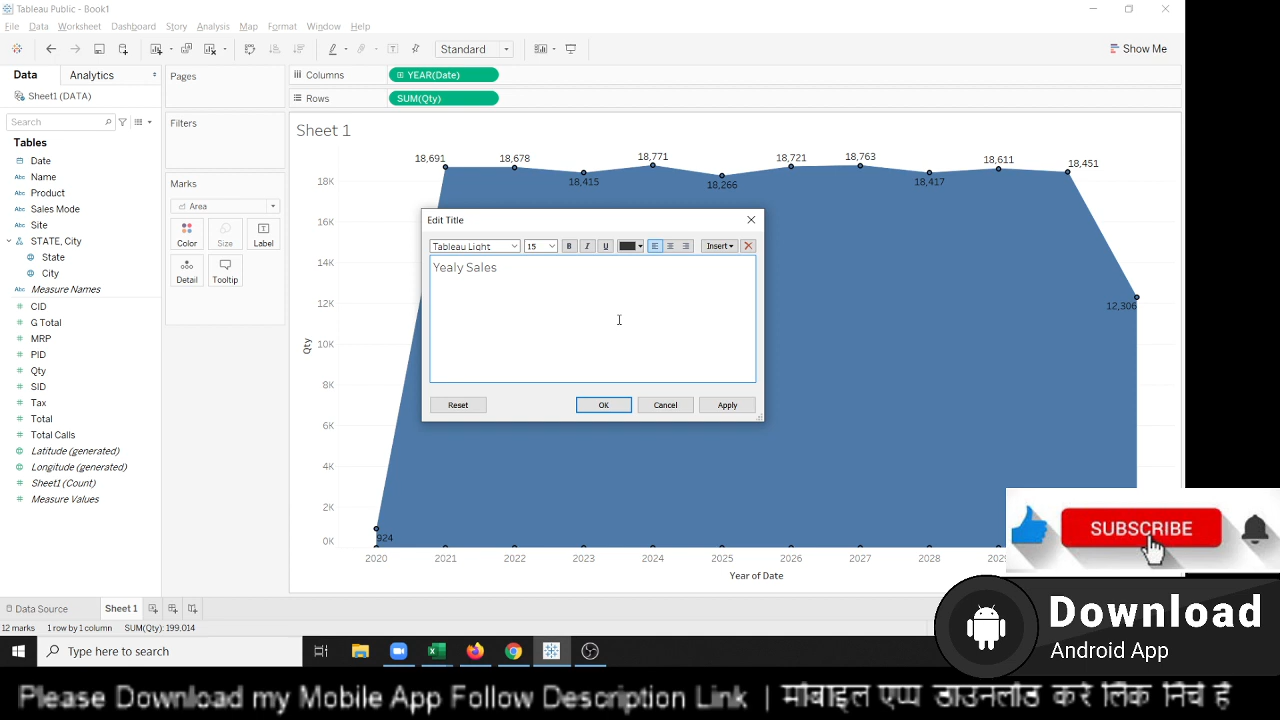 Tableau Public - Book1
File Data Worksheet Dashboard Story Analysis Map Format Window Help
Standard
Show Me
Data Analytics
Pages
Columns YEAR(Date)
Rows SUM(Qty)
Sheet1 (DATA)
Search
Filters
Tables
Date
Name
Product
Sales Mode
Site
STATE, City
State
City
Measure Names
CID
G Total
MRP
PID
Qty
SID
Tax
Total
Total Calls
Latitude (generated)
Longitude (generated)
Sheet1 (Count)
Measure Values
Marks
Area
Color Size Label
Detail Tooltip
Sheet 1
18,691 18,678 18,415 18,771 18,266 18,721 18,763 18,417 18,611 18,451
12,306
924
18K
16K
14K
12K
10K
8K
6K
4K
2K
0K
Qty
2020 2021 2022 2023 2024 2025 2026 2027 2028
Year of Date
Edit Title
Tableau Light 15 B I U Insert
Yealy Sales
Reset OK Cancel Apply
SUBSCRIBE
Download
Android App
Data Source Sheet 1
12 marks 1 row by 1 column SUM(Qty): 199,014
Type here to search
Please Download my Mobile App Follow Description Link | मोबाइल एप्प डाउनलोड करे लिंक निचे है